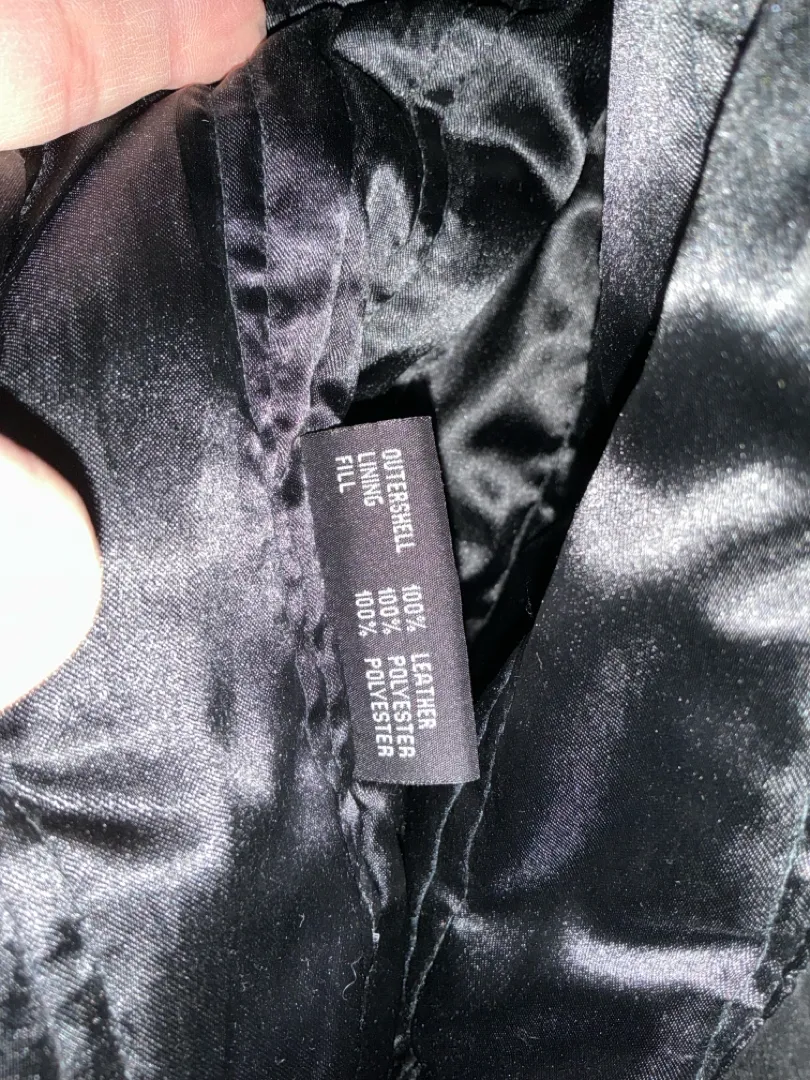 OUTERSHELL 100% LEATHER
LINING 100% POLYESTER
FILL 100% POLYESTER